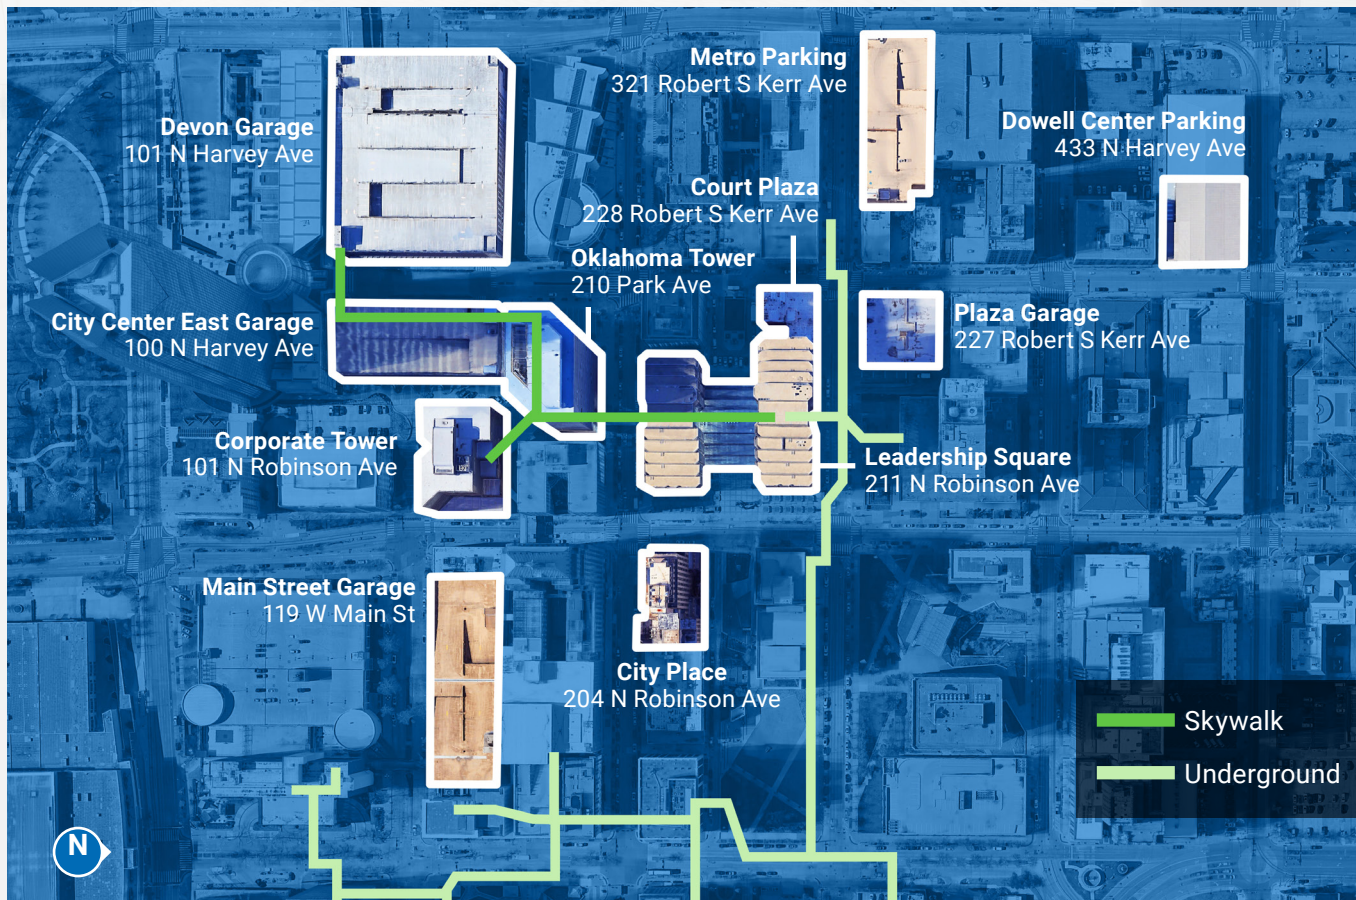 Metro Parking
321 Robert S Kerr Ave
Devon Garage
101 N Harvey Ave
Dowell Center Parking
433 N Harvey Ave
Court Plaza
228 Robert S Kerr Ave
Oklahoma Tower
210 Park Ave
City Center East Garage
100 N Harvey Ave
Plaza Garage
227 Robert S Kerr Ave
Corporate Tower
101 N Robinson Ave
Leadership Square
211 N Robinson Ave
Main Street Garage
119 W Main St
City Place
204 N Robinson Ave
Skywalk
Underground
N